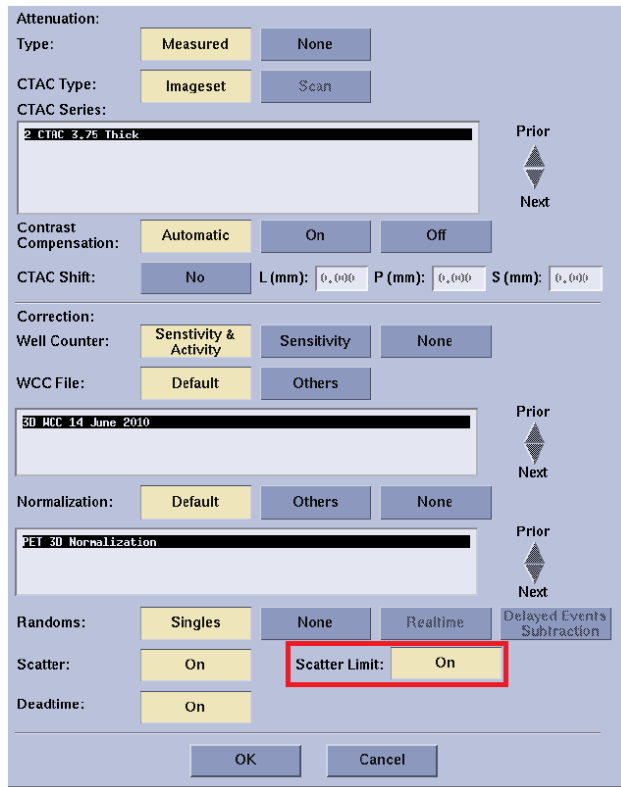 Attenuation:
Type: Measured None
CTAC Type: Imageset Scan
CTAC Series:
2 CTAC 3.75 Thick
Prior
Next
Contrast
Compensation: Automatic On Off
CTAC Shift: No L (mm): 0.000 P (mm): 0.000 S (mm): 0.000
Correction:
Well Counter: Senstivity & Activity Sensitivity None
WCC File: Default Others
3D WCC 14 June 2010
Prior
Next
Normalization: Default Others None
PET 3D Normalization
Prior
Next
Randoms: Singles None Realtime Delayed Events Subtraction
Scatter: On Scatter Limit: On
Deadtime: On
OK Cancel